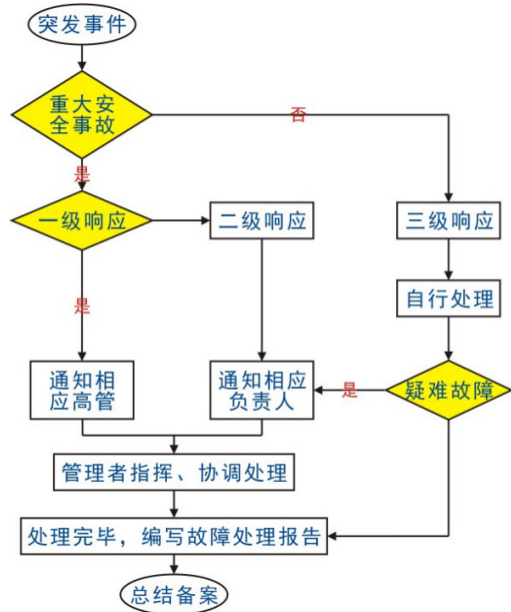 突发事件
重大安
全事故
否
是
一级响应
二级响应
三级响应
自行处理
是
通知相
应高管
通知相应
负责人
是
疑难故障
管理者指挥、协调处理
处理完毕，编写故障处理报告
总结备案